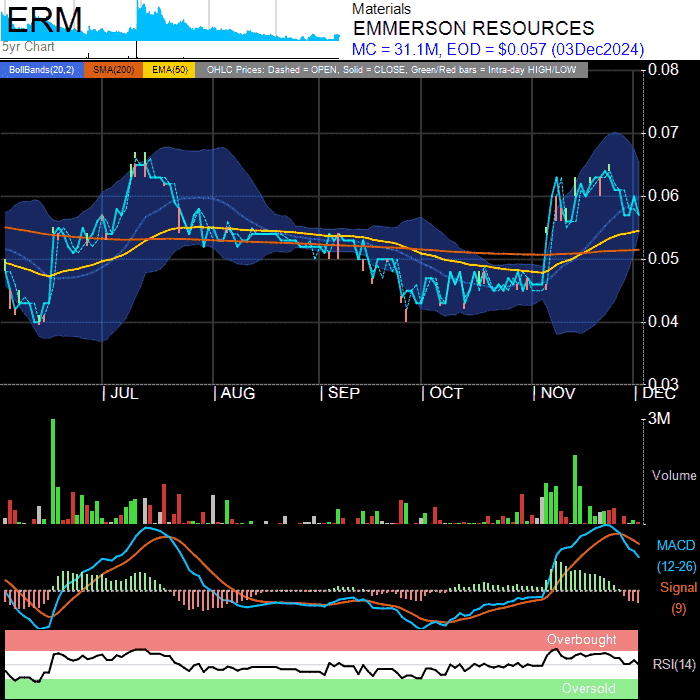 ERM
5yr Chart
Materials
EMMERSON RESOURCES
MC = 31.1M, EOD = $0.057 (03Dec2024)
BollBands(20,2) SMA(200) EMA(50) OHLC Prices: Dashed = OPEN, Solid = CLOSE, Green/Red bars = Intra-day HIGH/LOW
0.08
0.07
0.06
0.05
0.04
0.03
JUL AUG SEP OCT NOV DEC
3M
Volume
MACD
(12-26)
Signal
(9)
Overbought
RSI(14)
Oversold